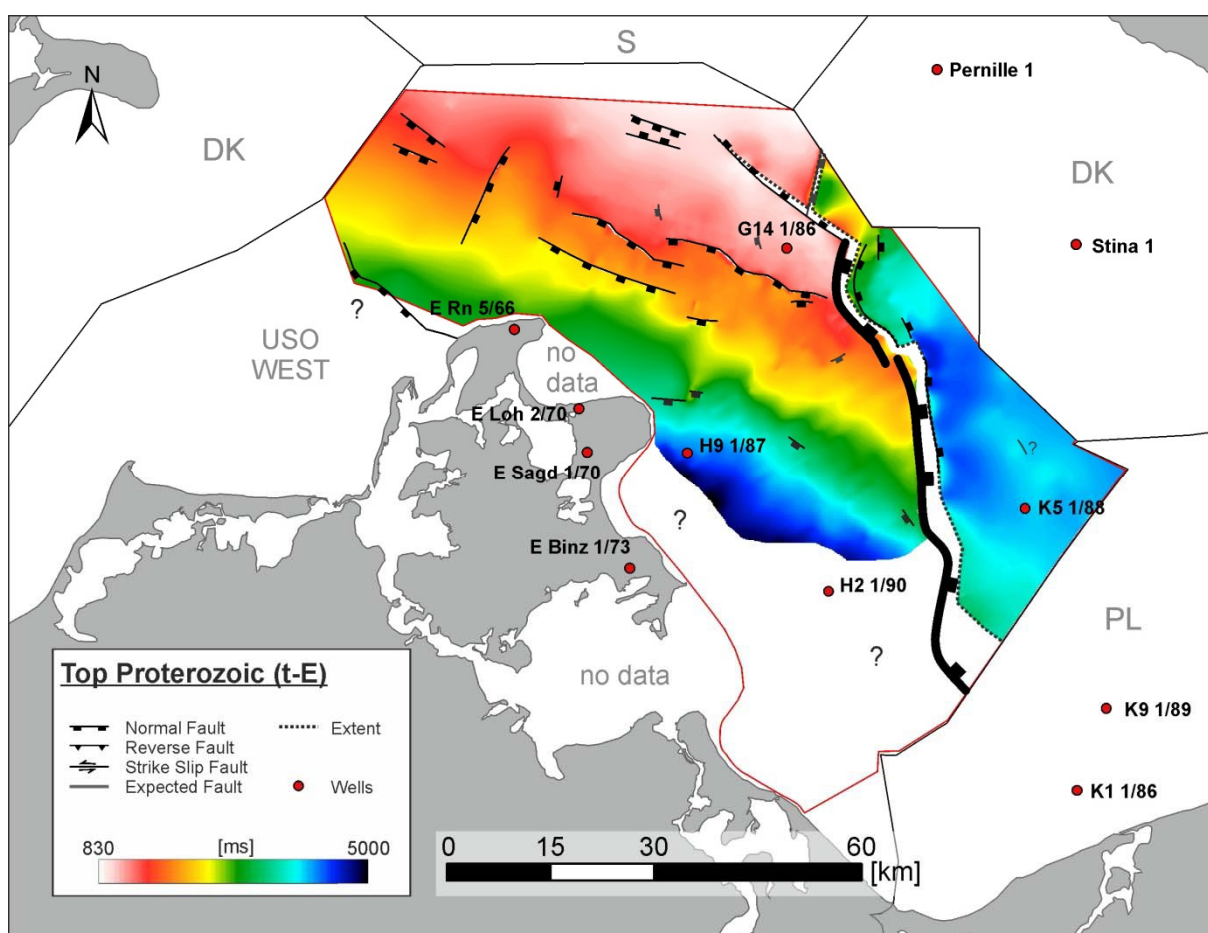 S
Pernille 1
N
DK
DK
G14 1/86
Stina 1
?
E Rn 5/66
USO
WEST
no
data
E Loh 2/70
H9 1/87
?
E Sagd 1/70
K5 1/88
?
E Binz 1/73
H2 1/90
PL
?
no data
Top Proterozoic (t-E)
Normal Fault
Extent
Reverse Fault
Strike Slip Fault
Wells
Expected Fault
K9 1/89
K1 1/86
830 [ms] 5000
0 15 30 60
[km]